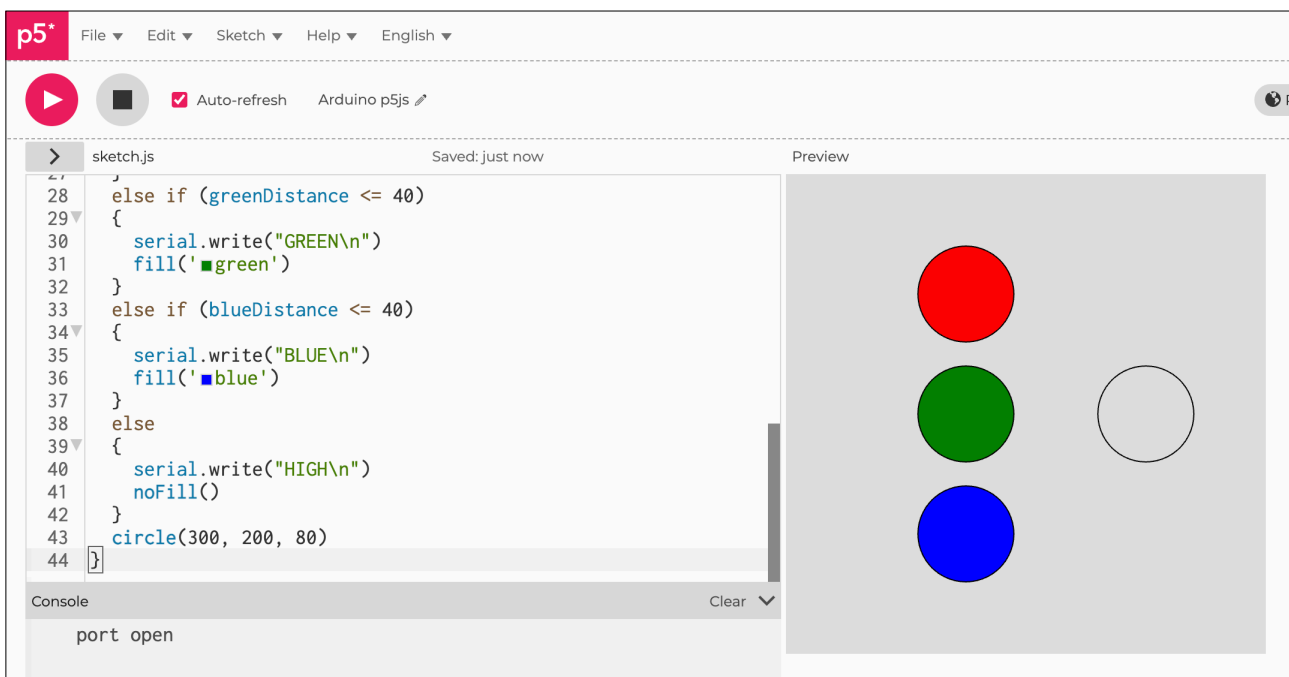 p5* File Edit Sketch Help English
Auto-refresh Arduino p5js
sketch.js Saved: just now Preview
27 }
28 else if (greenDistance <= 40)
29 {
30 serial.write("GREEN\n")
31 fill('green')
32 }
33 else if (blueDistance <= 40)
34 {
35 serial.write("BLUE\n")
36 fill('blue')
37 }
38 else
39 {
40 serial.write("HIGH\n")
41 noFill()
42 }
43 circle(300, 200, 80)
44 }
Console Clear
port open